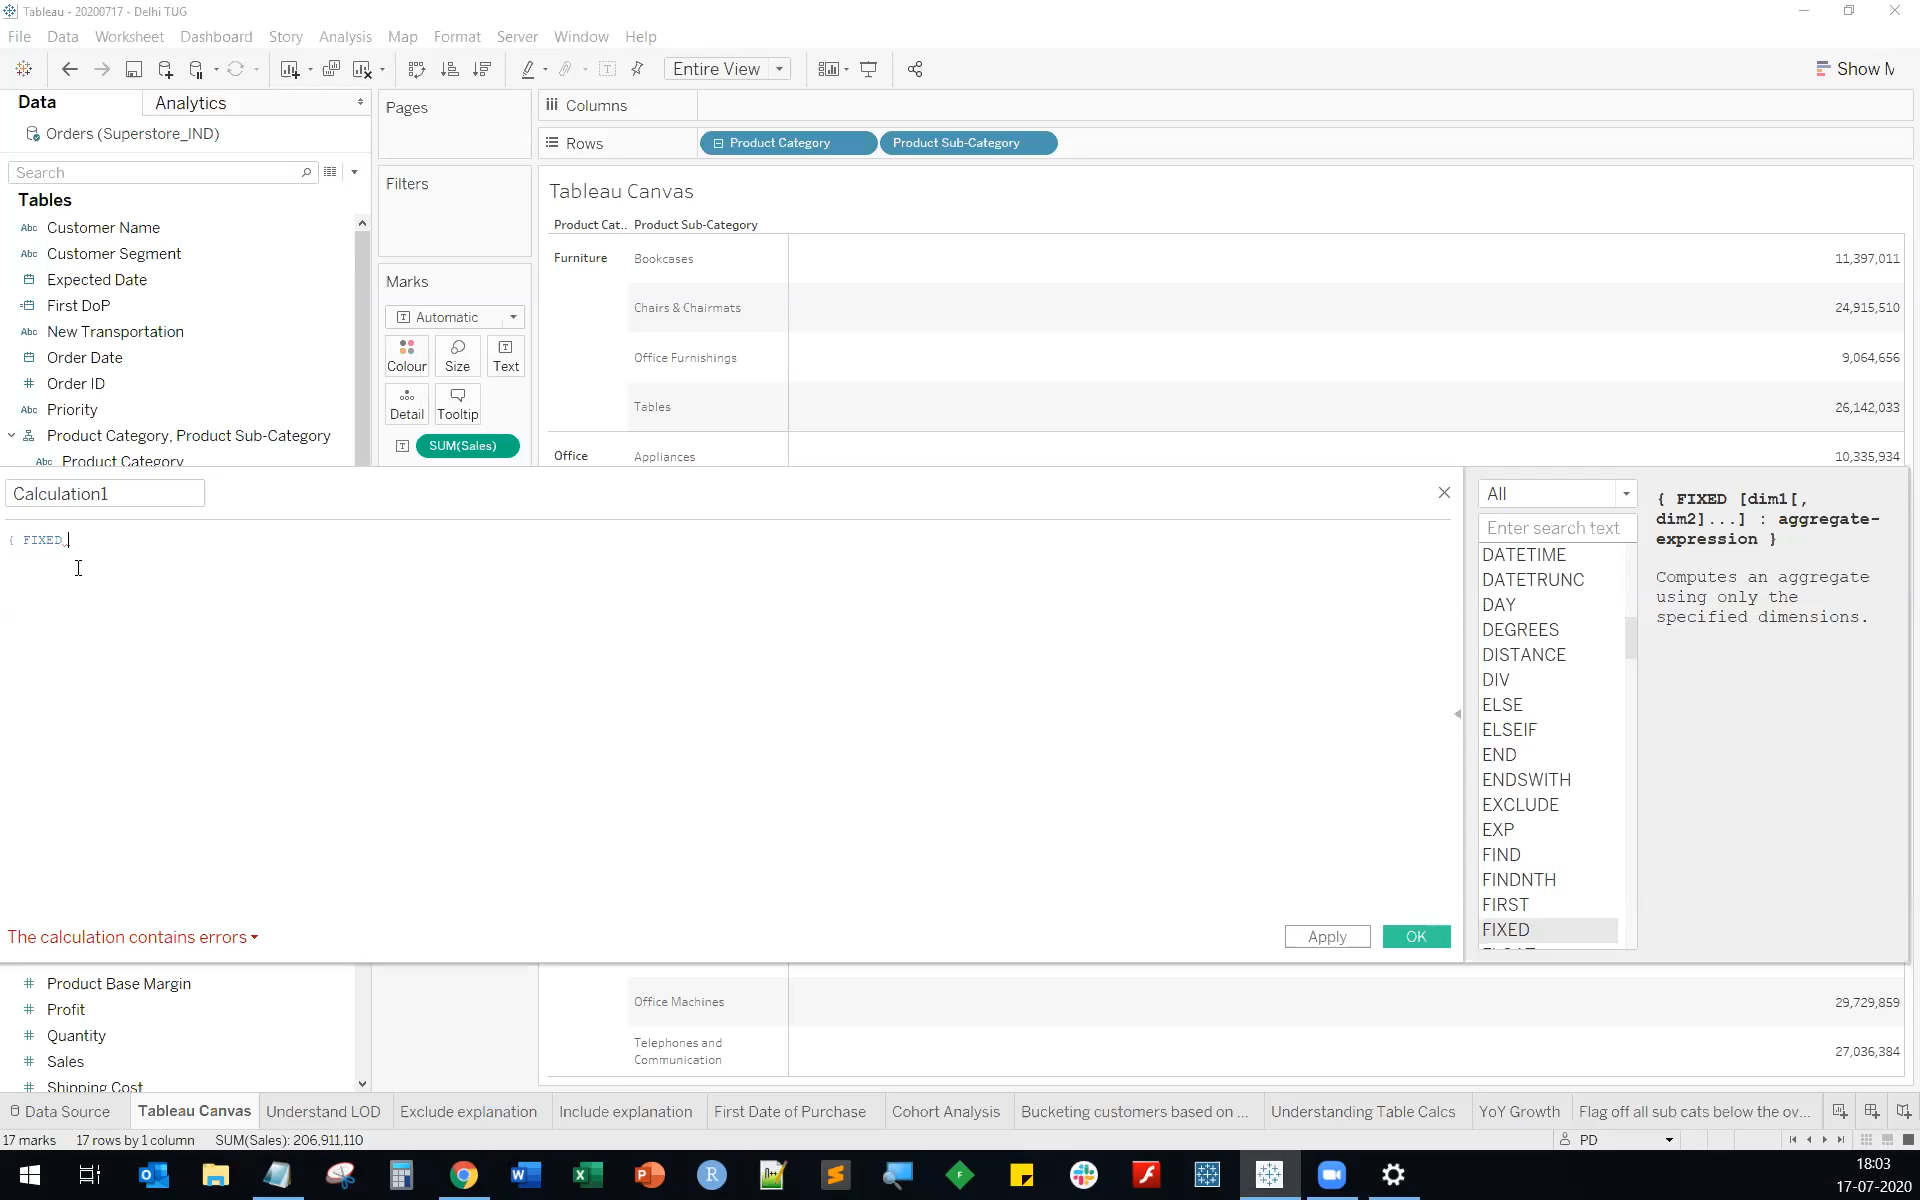 Tableau - 20200717 - Delhi TUG
File Data Worksheet Dashboard Story Analysis Map Format Server Window Help
Entire View
Show M
Data Analytics
Orders (Superstore_IND)
Search
Tables
Abc Customer Name
Abc Customer Segment
Expected Date
First DoP
Abc New Transportation
Order Date
# Order ID
Abc Priority
Product Category, Product Sub-Category
Abc Product Category
Pages
Filters
Marks
Automatic
Colour Size Text
Detail Tooltip
SUM(Sales)
Columns
Rows Product Category Product Sub-Category
Tableau Canvas
Product Cat.. Product Sub-Category
Furniture Bookcases 11,397,011
Chairs & Chairmats 24,915,510
Office Furnishings 9,064,656
Tables 26,142,033
Office Appliances 10,335,934
Calculation1
{ FIXED
The calculation contains errors
Apply OK
All
Enter search text
DATETIME
DATETRUNC
DAY
DEGREES
DISTANCE
DIV
ELSE
ELSEIF
END
ENDSWITH
EXCLUDE
EXP
FIND
FINDNTH
FIRST
FIXED
{ FIXED [dim1[,
dim2]...] : aggregate-
expression }
Computes an aggregate
using only the
specified dimensions.
# Product Base Margin
# Profit
# Quantity
# Sales
# Shipping Cost
Office Machines 29,729,859
Telephones and
Communication 27,036,384
Data Source Tableau Canvas Understand LOD Exclude explanation Include explanation First Date of Purchase Cohort Analysis Bucketing customers based on ... Understanding Table Calcs YoY Growth Flag off all sub cats below the ov...
17 marks 17 rows by 1 column SUM(Sales): 206,911,110 PD
18:03
17-07-2020